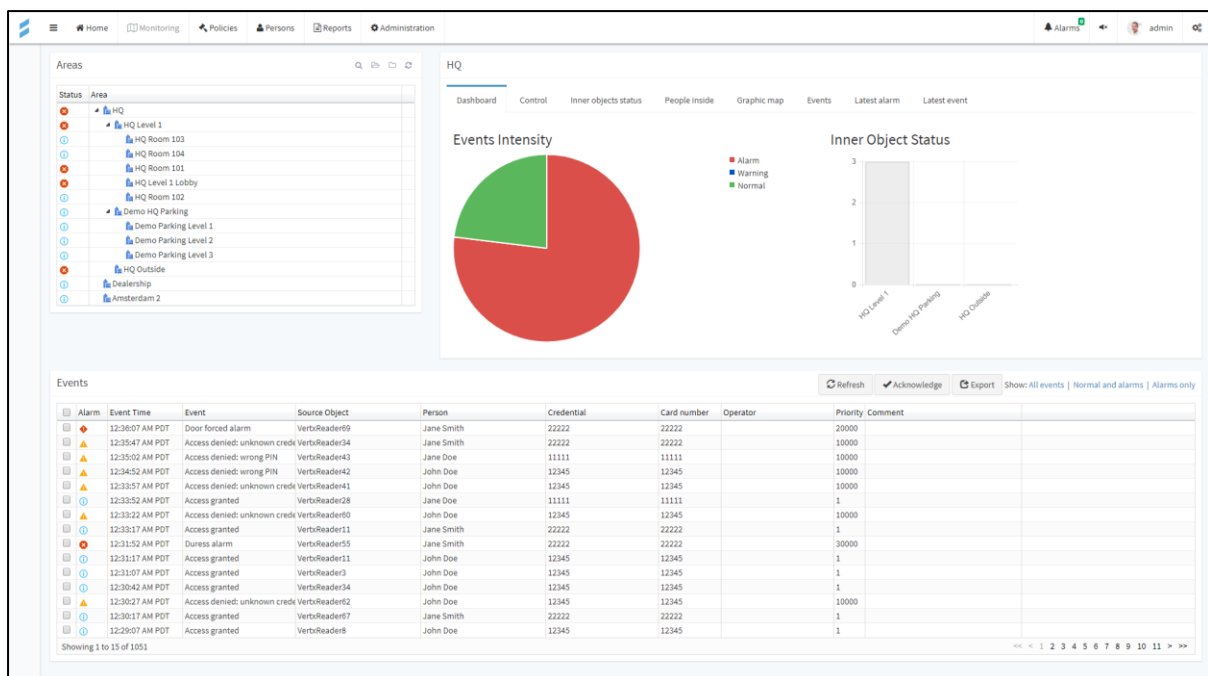 Home Monitoring Policies Persons Reports Administration Alarms 0 admin
Areas
Status Area
HQ
HQ Level 1
HQ Room 103
HQ Room 104
HQ Room 101
HQ Level 1 Lobby
HQ Room 102
Demo HQ Parking
Demo Parking Level 1
Demo Parking Level 2
Demo Parking Level 3
HQ Outside
Dealership
Amsterdam 2
HQ
Dashboard Control Inner objects status People inside Graphic map Events Latest alarm Latest event
Events Intensity
Alarm
Warning
Normal
Inner Object Status
3
2
1
0
HQ Level 1 Demo HQ Parking HQ Outside
Events
Refresh Acknowledge Export Show: All events | Normal and alarms | Alarms only
Alarm Event Time Event Source Object Person Credential Card number Operator Priority Comment
12:36:07 AM PDT Door forced alarm VertxReader69 Jane Smith 22222 22222 20000
12:35:47 AM PDT Access denied: unknown crede VertxReader34 Jane Smith 22222 22222 10000
12:35:02 AM PDT Access denied: wrong PIN VertxReader43 Jane Doe 11111 11111 10000
12:34:52 AM PDT Access denied: wrong PIN VertxReader42 John Doe 12345 12345 10000
12:33:57 AM PDT Access denied: unknown crede VertxReader41 John Doe 12345 12345 10000
12:33:52 AM PDT Access granted VertxReader28 Jane Doe 11111 11111 1
12:33:22 AM PDT Access denied: unknown crede VertxReader60 John Doe 12345 12345 10000
12:33:17 AM PDT Access granted VertxReader11 Jane Smith 22222 22222 1
12:31:52 AM PDT Duress alarm VertxReader55 Jane Smith 22222 22222 30000
12:31:17 AM PDT Access granted VertxReader11 John Doe 12345 12345 1
12:31:07 AM PDT Access granted VertxReader3 John Doe 12345 12345 1
12:30:42 AM PDT Access granted VertxReader34 John Doe 12345 12345 1
12:30:27 AM PDT Access denied: unknown crede VertxReader62 John Doe 12345 12345 10000
12:30:17 AM PDT Access granted VertxReader67 Jane Smith 22222 22222 1
12:29:07 AM PDT Access granted VertxReader8 John Doe 12345 12345 1
Showing 1 to 15 of 1051 << < 1 2 3 4 5 6 7 8 9 10 11 > >>